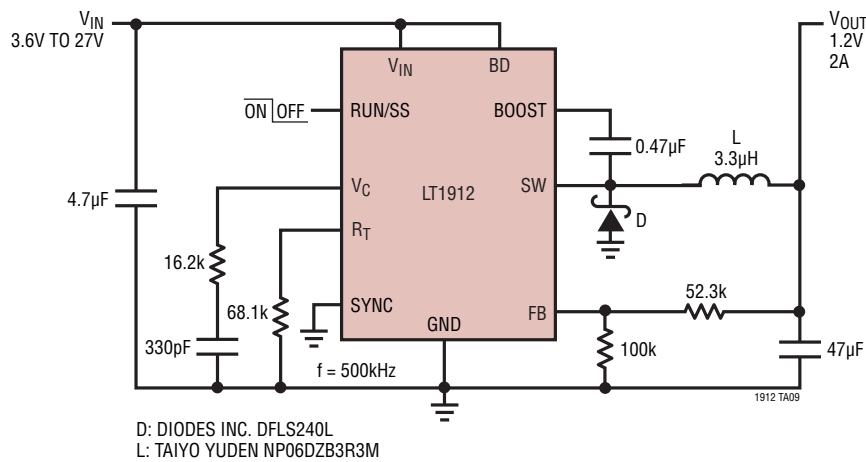 VIN
3.6V TO 27V
VOUT
1.2V
2A
VIN
BD
ON OFF
RUN/SS
BOOST
0.47µF
L
3.3µH
4.7µF
VC
LT1912
SW
D
RT
16.2k
68.1k
SYNC
52.3k
FB
GND
330pF
f = 500kHz
100k
47µF
1912 TA09
D: DIODES INC. DFLS240L
L: TAIYO YUDEN NP06DZB3R3M